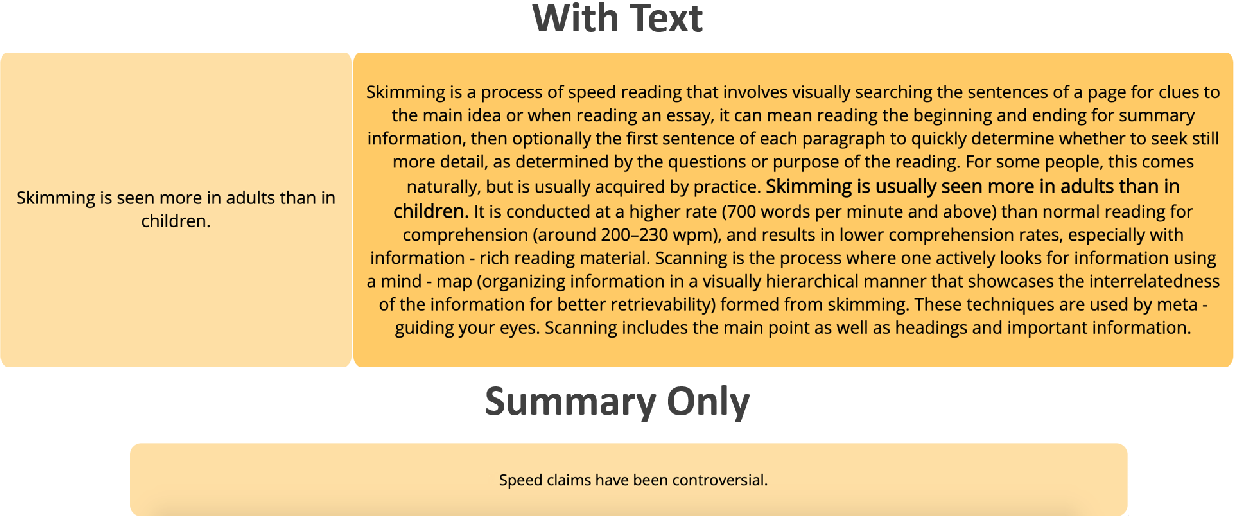 With Text
Skimming is seen more in adults than in
children.
Skimming is a process of speed reading that involves visually searching the sentences of a page for clues to
the main idea or when reading an essay, it can mean reading the beginning and ending for summary
information, then optionally the first sentence of each paragraph to quickly determine whether to seek still
more detail, as determined by the questions or purpose of the reading. For some people, this comes
naturally, but is usually acquired by practice. Skimming is usually seen more in adults than in
children. It is conducted at a higher rate (700 words per minute and above) than normal reading for
comprehension (around 200–230 wpm), and results in lower comprehension rates, especially with
information - rich reading material. Scanning is the process where one actively looks for information using
a mind - map (organizing information in a visually hierarchical manner that showcases the interrelatedness
of the information for better retrievability) formed from skimming. These techniques are used by meta -
guiding your eyes. Scanning includes the main point as well as headings and important information.
Summary Only
Speed claims have been controversial.